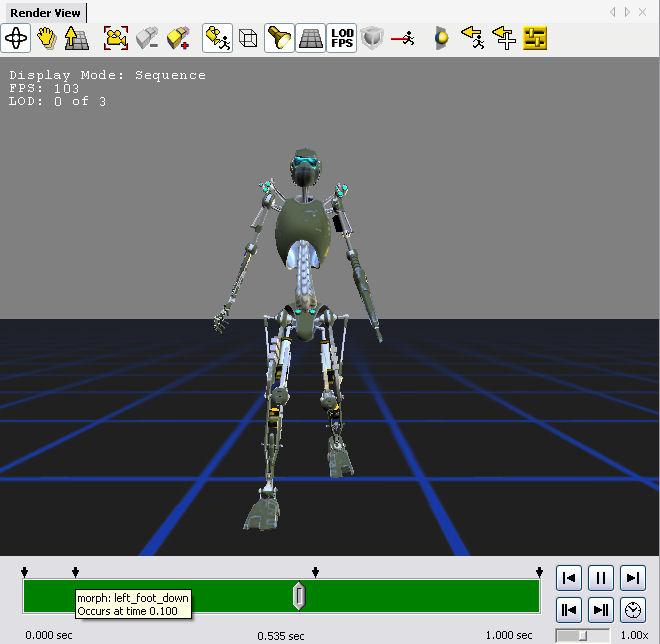 Render View
LOD
FPS
Display Mode: Sequence
FPS: 103
LOD: 0 of 3
morph: left_foot_down
Occurs at time 0.100
0.000 sec
0.535 sec
1.000 sec
1.00x